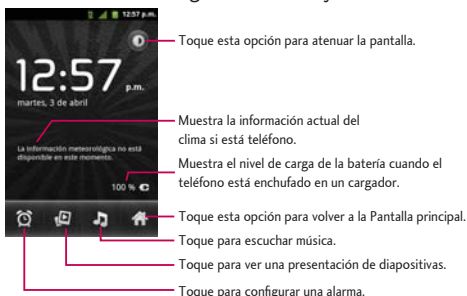 12:57 p.m.
Toque esta opción para atenuar la pantalla.
12:57 p.m.
martes, 3 de abril
Muestra la información actual del
clima si está teléfono.
La información meteorológica no está
disponible en este momento.
Muestra el nivel de carga de la batería cuando el
teléfono está enchufado en un cargador.
100 %
Toque esta opción para volver a la Pantalla principal.
Toque para escuchar música.
Toque para ver una presentación de diapositivas.
Toque para configurar una alarma.